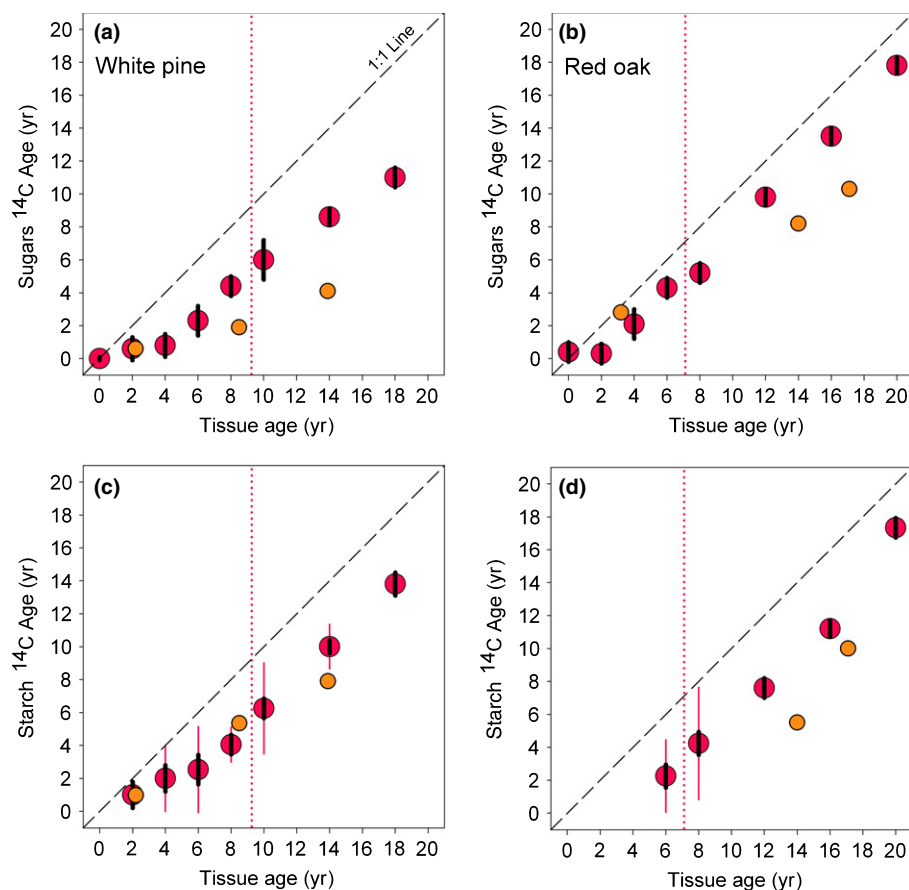 (a)
White pine
1:1 Line
Sugars ¹⁴C Age (yr)
20
18
16
14
12
10
8
6
4
2
0
0 2 4 6 8 10 12 14 16 18 20
Tissue age (yr)
(b)
Red oak
Sugars ¹⁴C Age (yr)
20
18
16
14
12
10
8
6
4
2
0
0 2 4 6 8 10 12 14 16 18 20
Tissue age (yr)
(c)
Starch ¹⁴C Age (yr)
20
18
16
14
12
10
8
6
4
2
0
0 2 4 6 8 10 12 14 16 18 20
Tissue age (yr)
(d)
Starch ¹⁴C Age (yr)
20
18
16
14
12
10
8
6
4
2
0
0 2 4 6 8 10 12 14 16 18 20
Tissue age (yr)